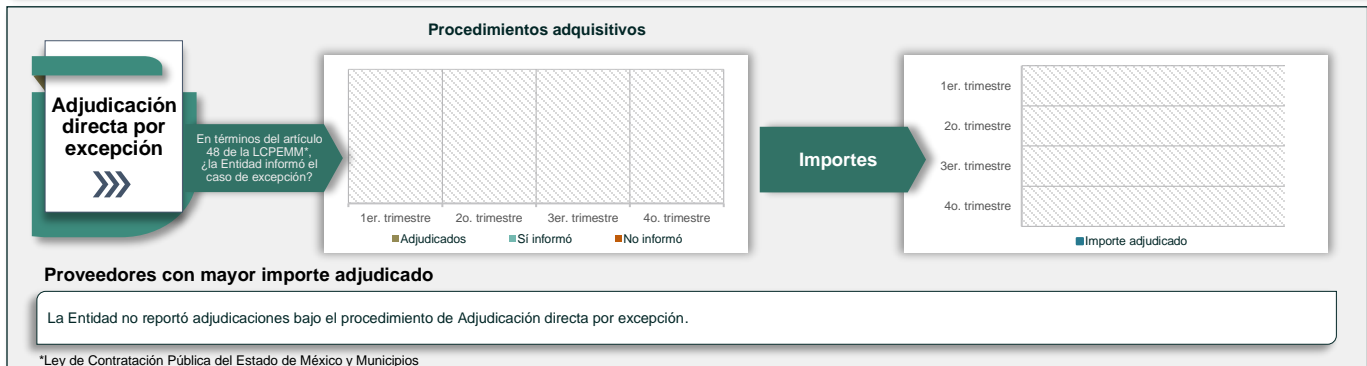 Procedimientos adquisitivos
Adjudicación
directa por
excepción
En términos del artículo
48 de la LCPEMM*,
¿la Entidad informó el
caso de excepción?
1er. trimestre 2o. trimestre 3er. trimestre 4o. trimestre
Adjudicados Sí informó No informó
Importes
1er. trimestre
2o. trimestre
3er. trimestre
4o. trimestre
Importe adjudicado
Proveedores con mayor importe adjudicado
La Entidad no reportó adjudicaciones bajo el procedimiento de Adjudicación directa por excepción.
*Ley de Contratación Pública del Estado de México y Municipios